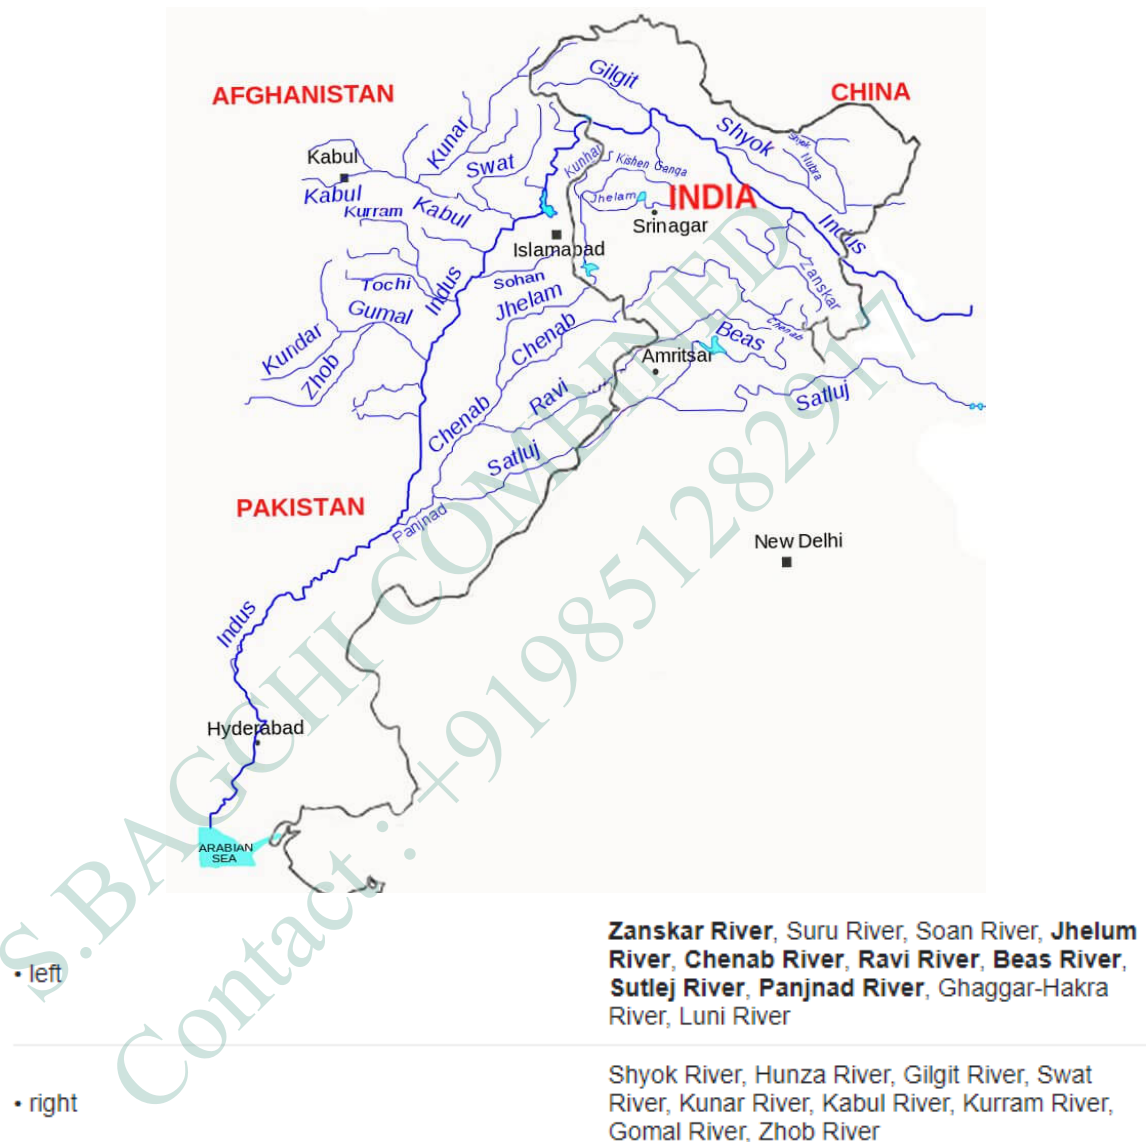 Gilgit
AFGHANISTAN
CHINA
Shyok
Kunar
Shyok
Nubra
Kabul
Swat
Kunhar
Kishen Ganga
Kabul
Jhelam
INDIA
Kurram
Kabul
Srinagar
Indus
Islamabad
Zanskar
Sohan
Tochi
Indus
Jhelam
Gumal
Chenab
Chenab
Beas
Kundar
Amritsar
Zhob
Ravi
Satluj
Chenab
Satluj
PAKISTAN
Panjnad
New Delhi
Indus
Hyderabad
ARABIAN
SEA
S.BAGCHI COMBINED
Contact : +919851282917
• left
Zanskar River, Suru River, Soan River, Jhelum
River, Chenab River, Ravi River, Beas River,
Sutlej River, Panjnad River, Ghaggar-Hakra
River, Luni River
• right
Shyok River, Hunza River, Gilgit River, Swat
River, Kunar River, Kabul River, Kurram River,
Gomal River, Zhob River